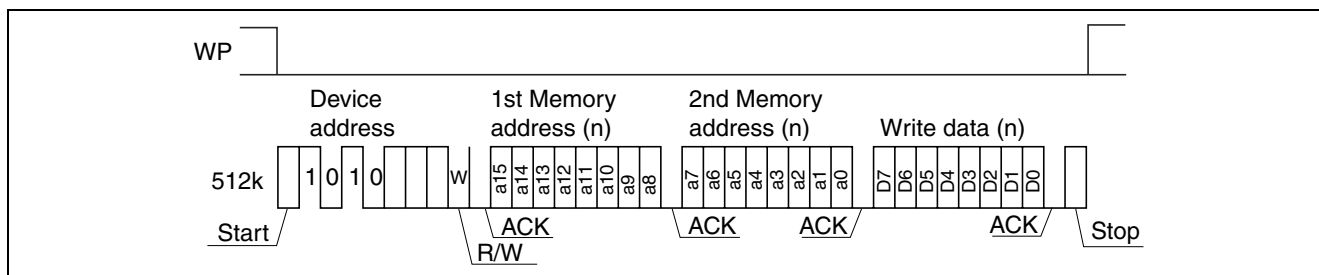 WP
Device address
1st Memory address (n)
2nd Memory address (n)
Write data (n)
512k
1 0 1 0
W
a15 a14 a13 a12 a11 a10 a9 a8
a7 a6 a5 a4 a3 a2 a1 a0
D7 D6 D5 D4 D3 D2 D1 D0
Start
R/W
ACK
ACK
ACK
ACK
Stop